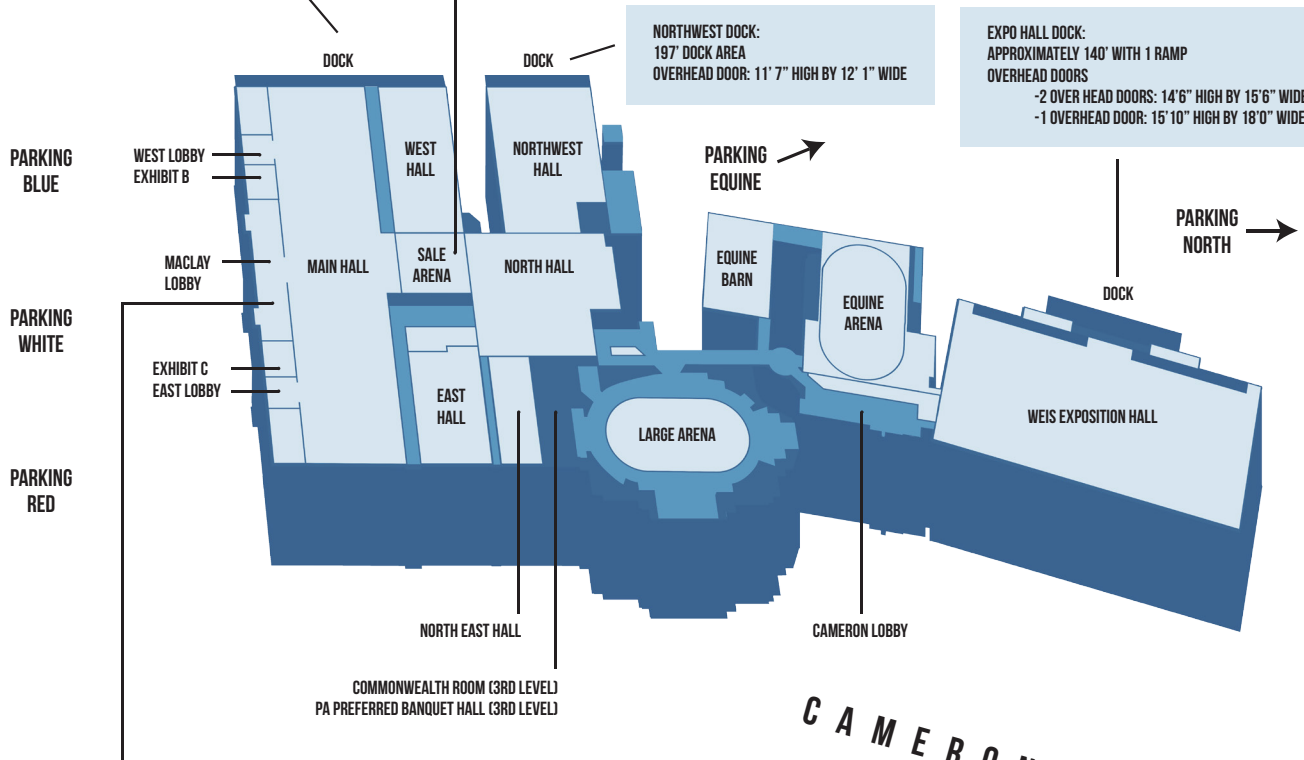 NORTHWEST DOCK:
197' DOCK AREA
OVERHEAD DOOR: 11' 7” HIGH BY 12' 1” WIDE
EXPO HALL DOCK:
APPROXIMATELY 140' WITH 1 RAMP
OVERHEAD DOORS
-2 OVER HEAD DOORS: 14'6” HIGH BY 15'6” WIDE
-1 OVERHEAD DOOR: 15'10” HIGH BY 18'0” WIDE
DOCK
DOCK
PARKING
BLUE
WEST LOBBY
EXHIBIT B
WEST
HALL
NORTHWEST
HALL
PARKING
EQUINE
PARKING
NORTH
MACLAY
LOBBY
MAIN HALL
SALE
ARENA
NORTH HALL
EQUINE
BARN
EQUINE
ARENA
DOCK
PARKING
WHITE
EXHIBIT C
EAST LOBBY
EAST
HALL
LARGE ARENA
WEIS EXPOSITION HALL
PARKING
RED
NORTH EAST HALL
CAMERON LOBBY
COMMONWEALTH ROOM (3RD LEVEL)
PA PREFERRED BANQUET HALL (3RD LEVEL)
CAMERON